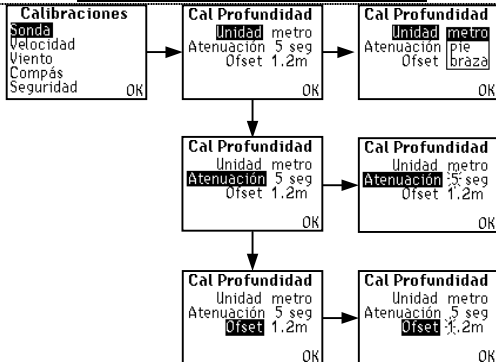 Calibraciones
Sonda
Velocidad
Viento
Compás
Seguridad
OK
Cal Profundidad
Unidad metro
Atenuación 5 seg
Ofset 1.2m
OK
Cal Profundidad
Unidad metro
Atenuación pie
Ofset braza
OK
Cal Profundidad
Unidad metro
Atenuación 5 seg
Ofset 1.2m
OK
Cal Profundidad
Unidad metro
Atenuación 5 seg
Ofset 1.2m
OK
Cal Profundidad
Unidad metro
Atenuación 5 seg
Ofset 1.2m
OK
Cal Profundidad
Unidad metro
Atenuación 5 seg
Ofset 1.2m
OK